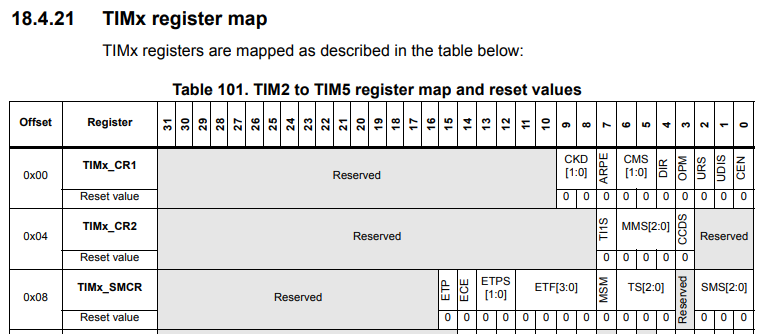 18.4.21 TIMx register map
TIMx registers are mapped as described in the table below:
Table 101. TIM2 to TIM5 register map and reset values
Offset Register 31 30 29 28 27 26 25 24 23 22 21 20 19 18 17 16 15 14 13 12 11 10 9 8 7 6 5 4 3 2 1 0
0x00 TIMx_CR1 Reserved CKD [1:0] ARPE CMS [1:0] DIR OPM URS UDIS CEN
Reset value 0 0 0 0 0 0 0 0 0 0
0x04 TIMx_CR2 Reserved TI1S MMS[2:0] CCDS Reserved
Reset value 0 0 0 0 0
0x08 TIMx_SMCR Reserved ETP ECE ETPS [1:0] ETF[3:0] MSM TS[2:0] Reserved SMS[2:0]
Reset value 0 0 0 0 0 0 0 0 0 0 0 0 0 0 0